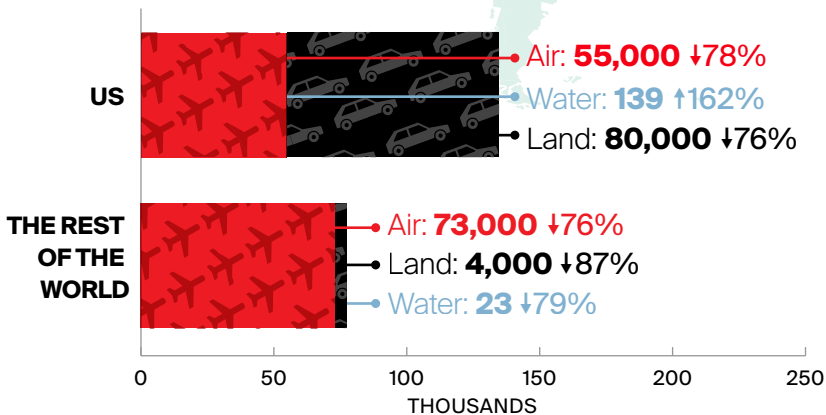 US
Air: 55,000 ↓78%
Water: 139 ↑162%
Land: 80,000 ↓76%
THE REST
OF THE
WORLD
Air: 73,000 ↓76%
Land: 4,000 ↓87%
Water: 23 ↓79%
0 50 100 150 200 250
THOUSANDS